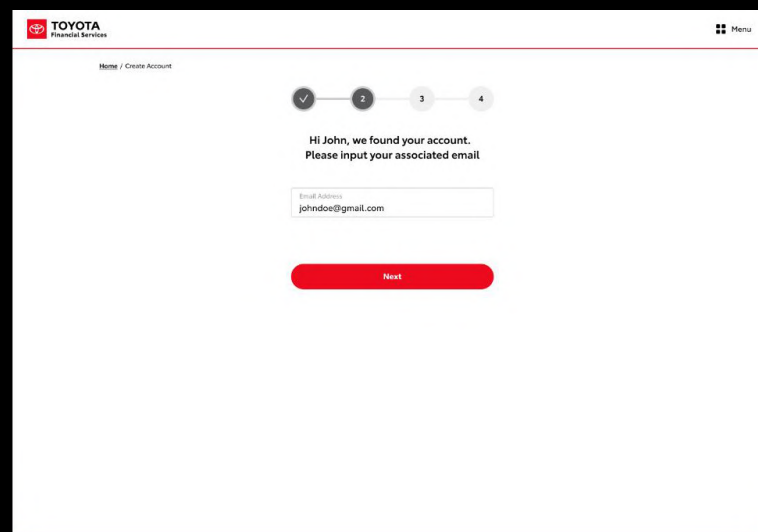 TOYOTA
Financial Services
Menu
Home / Create Account
2
3
4
Hi John, we found your account.
Please input your associated email
Email Address
johndoe@gmail.com
Next